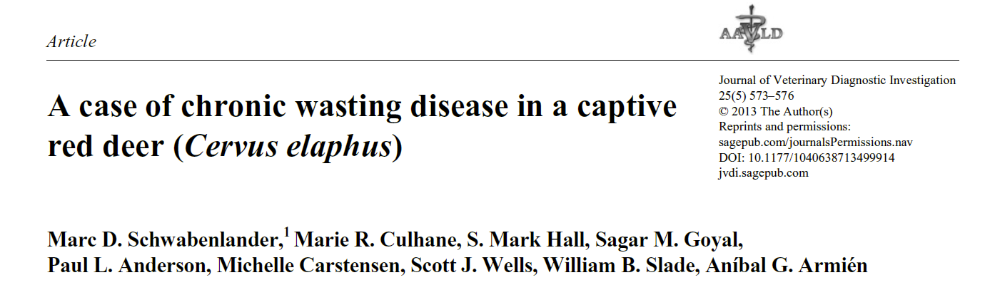 Article
AAVLD
Journal of Veterinary Diagnostic Investigation
25(5) 573–576
© 2013 The Author(s)
Reprints and permissions:
sagepub.com/journalsPermissions.nav
DOI: 10.1177/1040638713499914
jvdi.sagepub.com
A case of chronic wasting disease in a captive
red deer (Cervus elaphus)
Marc D. Schwabenlander,1 Marie R. Culhane, S. Mark Hall, Sagar M. Goyal,
Paul L. Anderson, Michelle Carstensen, Scott J. Wells, William B. Slade, Aníbal G. Armién